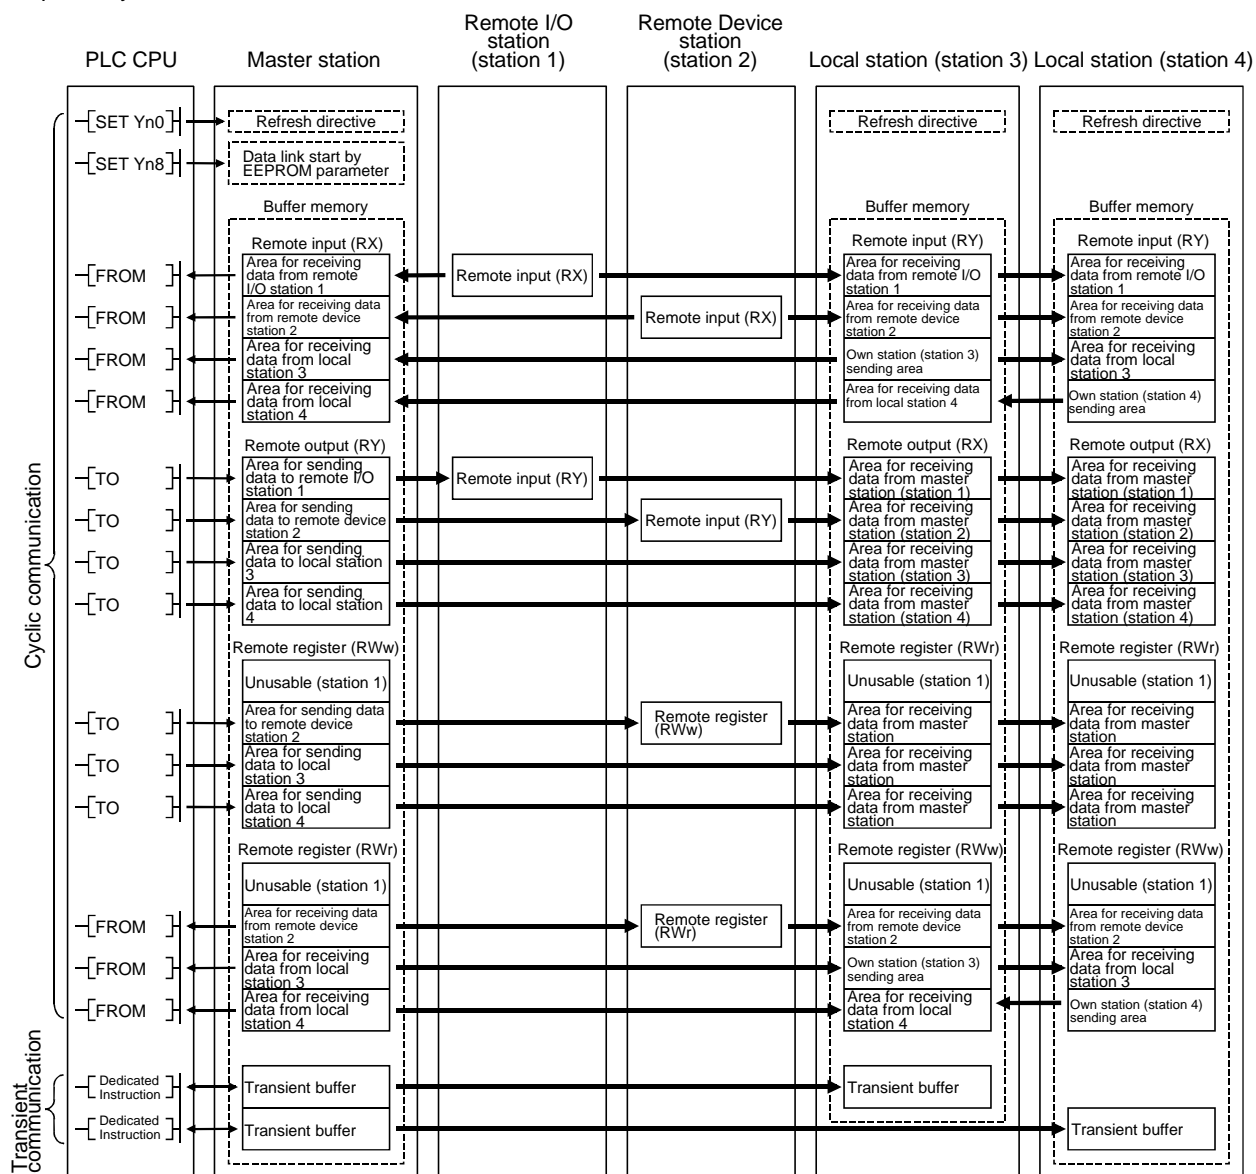 Remote I/O
station
(station 1)
Remote Device
station
(station 2)
PLC CPU
Master station
Local station (station 3)
Local station (station 4)
SET Yn0
Refresh directive
Refresh directive
Refresh directive
SET Yn8
Data link start by
EEPROM parameter
Buffer memory
Buffer memory
Buffer memory
Remote input (RX)
Remote input (RY)
Remote input (RY)
FROM
Area for receiving
data from remote
I/O station 1
Remote input (RX)
Area for receiving
data from remote I/O
station 1
Area for receiving
data from remote I/O
station 1
FROM
Area for receiving data
from remote device
station 2
Remote input (RX)
Area for receiving data
from remote device
station 2
Area for receiving data
from remote device
station 2
FROM
Area for receiving
data from local
station 3
Own station (station 3)
sending area
Area for receiving
data from local
station 3
FROM
Area for receiving
data from local
station 4
Area for receiving data
from local station 4
Own station (station 4)
sending area
Remote output (RY)
Remote output (RX)
Remote output (RX)
TO
Area for sending
data to remote I/O
station 1
Remote input (RY)
Area for receiving
data from master
station (station 1)
Area for receiving
data from master
station (station 1)
TO
Area for sending
data to remote device
station 2
Remote input (RY)
Area for receiving
data from master
station (station 2)
Area for receiving
data from master
station (station 2)
TO
Area for sending
data to local station
3
Area for receiving
data from master
station (station 3)
Area for receiving
data from master
station (station 3)
TO
Area for sending
data to local station
4
Area for receiving
data from master
station (station 4)
Area for receiving
data from master
station (station 4)
Remote register (RWw)
Remote register (RWr)
Remote register (RWr)
Unusable (station 1)
Unusable (station 1)
Unusable (station 1)
TO
Area for sending data
to remote device
station 2
Remote register
(RWw)
Area for receiving
data from master
station
Area for receiving
data from master
station
TO
Area for sending
data to local
station 3
Area for receiving
data from master
station
Area for receiving
data from master
station
TO
Area for sending
data to local
station 4
Area for receiving
data from master
station
Area for receiving
data from master
station
Remote register (RWr)
Remote register (RWw)
Remote register (RWw)
Unusable (station 1)
Unusable (station 1)
Unusable (station 1)
FROM
Area for receiving data
from remote device
station 2
Remote register
(RWr)
Area for receiving data
from remote device
station 2
Area for receiving data
from remote device
station 2
FROM
Area for receiving
data from local
station 3
Own station (station 3)
sending area
Area for receiving
data from local
station 3
FROM
Area for receiving
data from local
station 4
Area for receiving
data from local
station 4
Own station (station 4)
sending area
Cyclic communication
Dedicated
Instruction
Transient buffer
Transient buffer
Dedicated
Instruction
Transient buffer
Transient buffer
Transient
communication